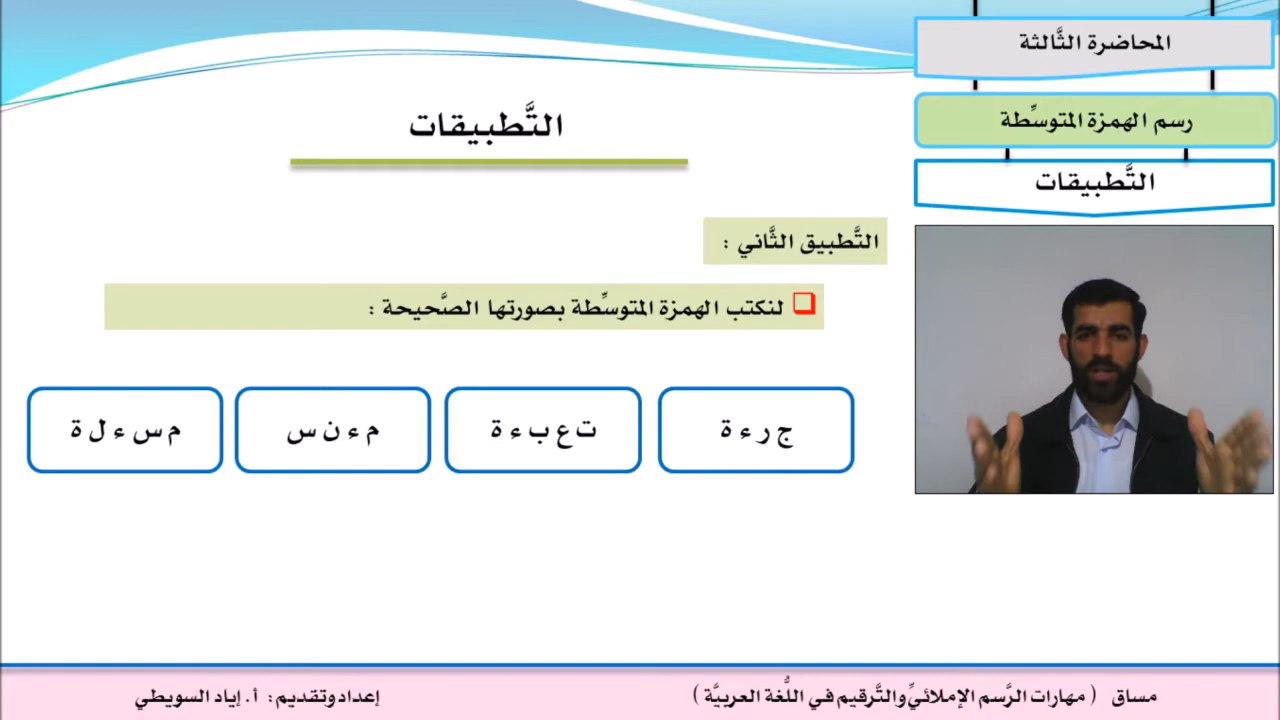 المحاضرة الثَّالثة
رسم الهمزة المتوسِّطة
التَّطبيقات
التَّطبيقات
التَّطبيق الثَّاني :
لنكتب الهمزة المتوسِّطة بصورتها الصَّحيحة :
ج ر ء ة
ت ع ب ء ة
م ء ن س
م س ء ل ة
مساق ( مهارات الرَّسم الإملائيِّ والتَّرقيم في اللُّغة العربيَّة )
إعداد وتقديم: أ. إياد السويطي